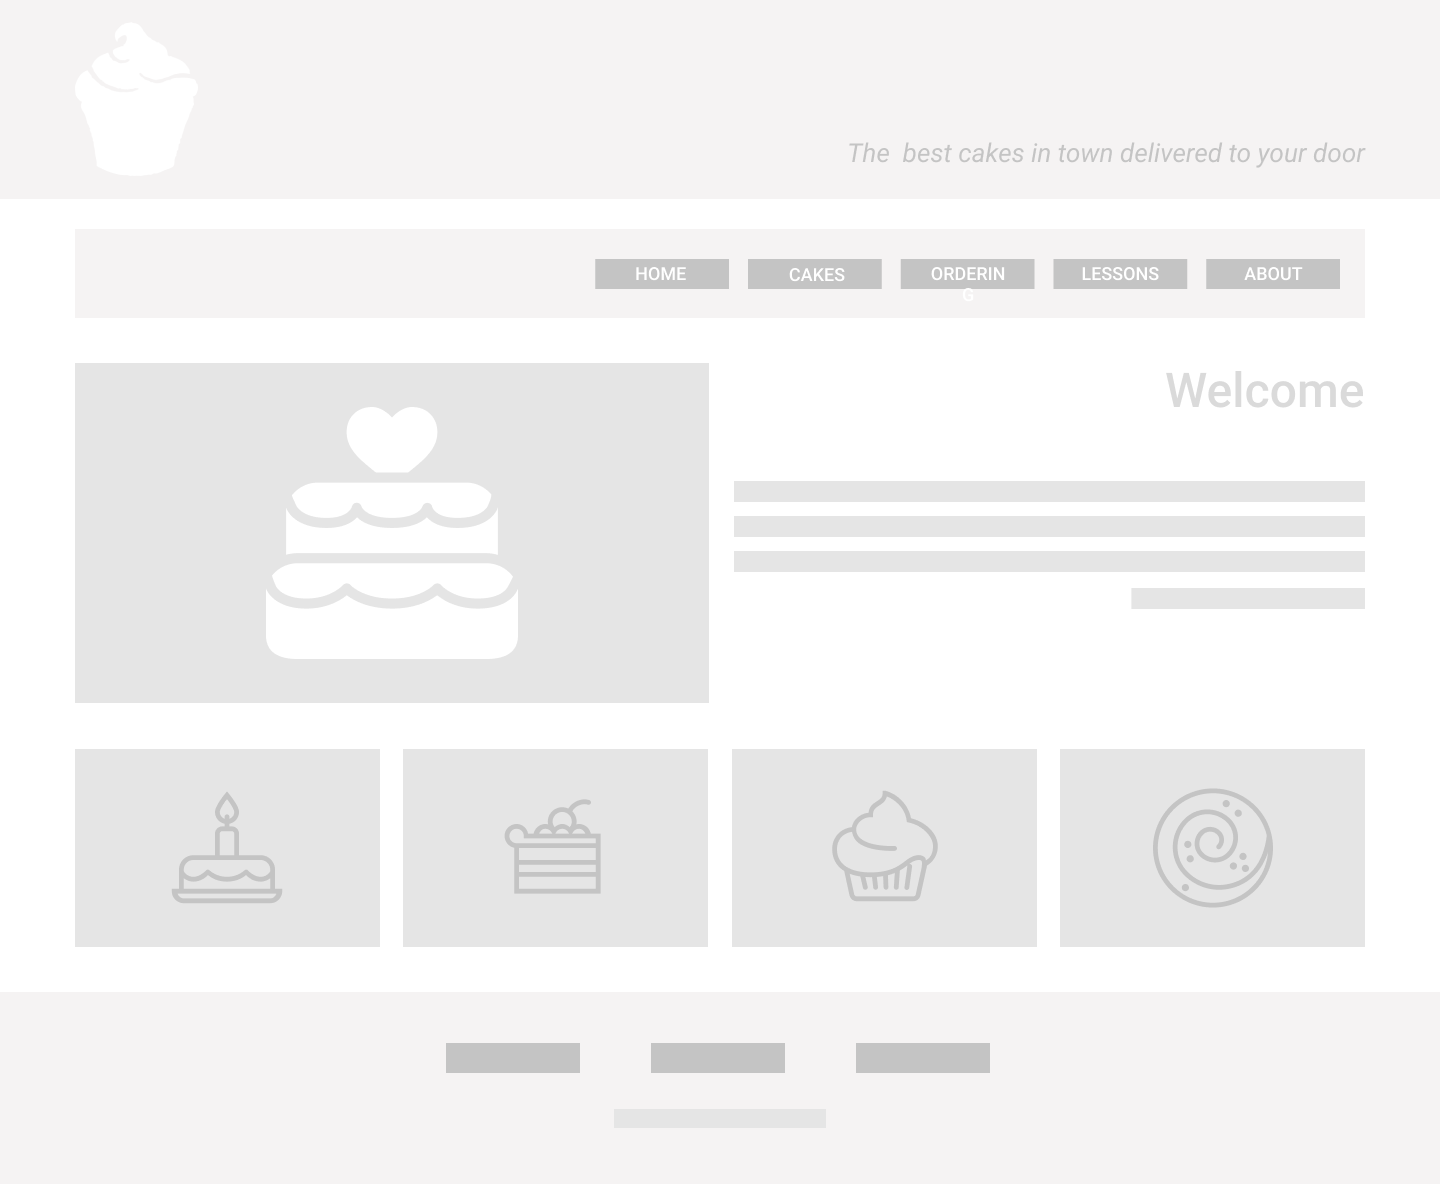 The  best cakes in town delivered to your door
HOME
CAKES
ORDERIN
G
LESSONS
ABOUT
Welcome